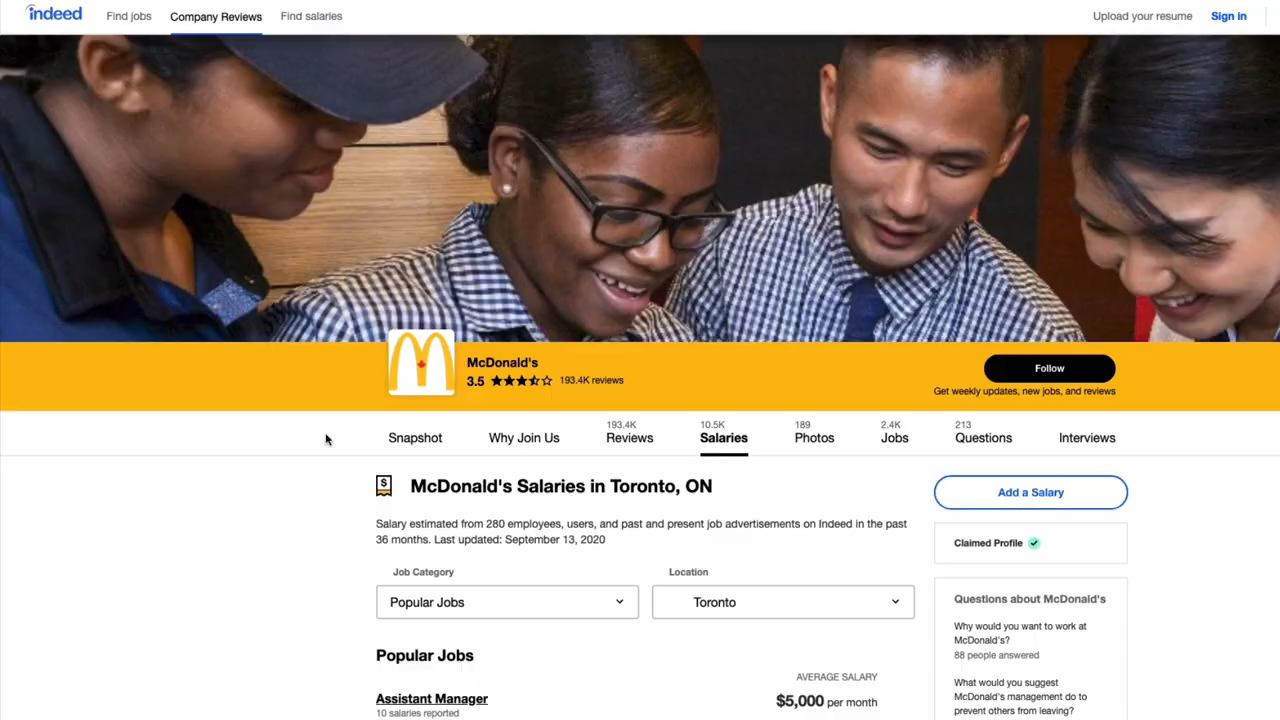 indeed Find jobs Company Reviews Find salaries Upload your resume Sign in
McDonald's
3.5 193.4K reviews
Follow
Get weekly updates, new jobs, and reviews
Snapshot
Why Join Us
193.4K
Reviews
10.5K
Salaries
189
Photos
2.4K
Jobs
213
Questions
Interviews
McDonald's Salaries in Toronto, ON
Salary estimated from 280 employees, users, and past and present job advertisements on Indeed in the past
36 months. Last updated: September 13, 2020
Job Category
Popular Jobs
Location
Toronto
Popular Jobs
AVERAGE SALARY
Assistant Manager
10 salaries reported
$5,000 per month
Add a Salary
Claimed Profile
Questions about McDonald's
Why would you want to work at
McDonald's?
88 people answered
What would you suggest
McDonald's management do to
prevent others from leaving?